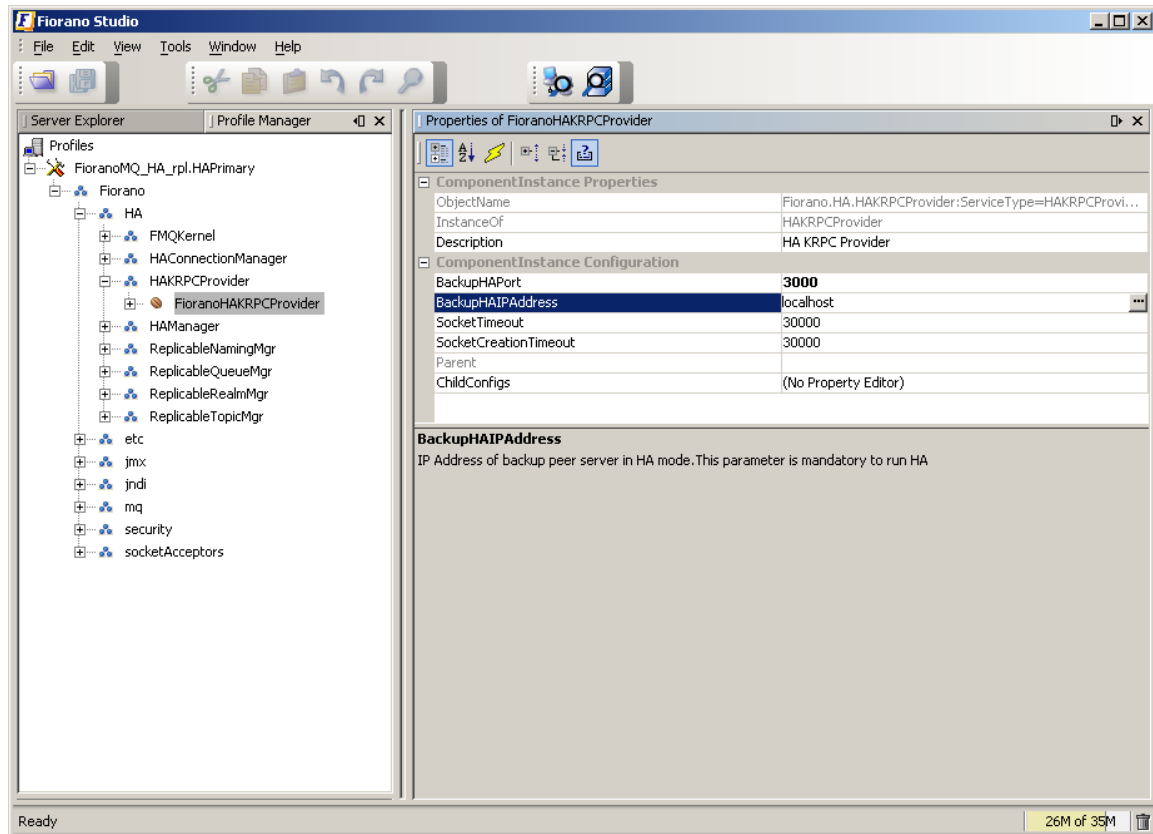 Fiorano Studio
File Edit View Tools Window Help
Server Explorer Profile Manager
Profiles
FioranoMQ_HA_rpl.HAPrimary
Fiorano
HA
FMQKernel
HAConnectionManager
HAKRPCProvider
FioranoHAKRPCProvider
HAManager
ReplicableNamingMgr
ReplicableQueueMgr
ReplicableRealmMgr
ReplicableTopicMgr
etc
jmx
jndi
mq
security
socketAcceptors
Properties of FioranoHAKRPCProvider
ComponentInstance Properties
ObjectName Fiorano.HA.HAKRPCProvider:ServiceType=HAKRPCProvi...
InstanceOf HAKRPCProvider
Description HA KRPC Provider
ComponentInstance Configuration
BackupHAPort 3000
BackupHAIPAddress localhost ...
SocketTimeout 30000
SocketCreationTimeout 30000
Parent
ChildConfigs (No Property Editor)
BackupHAIPAddress
IP Address of backup peer server in HA mode.This parameter is mandatory to run HA
Ready 26M of 35M